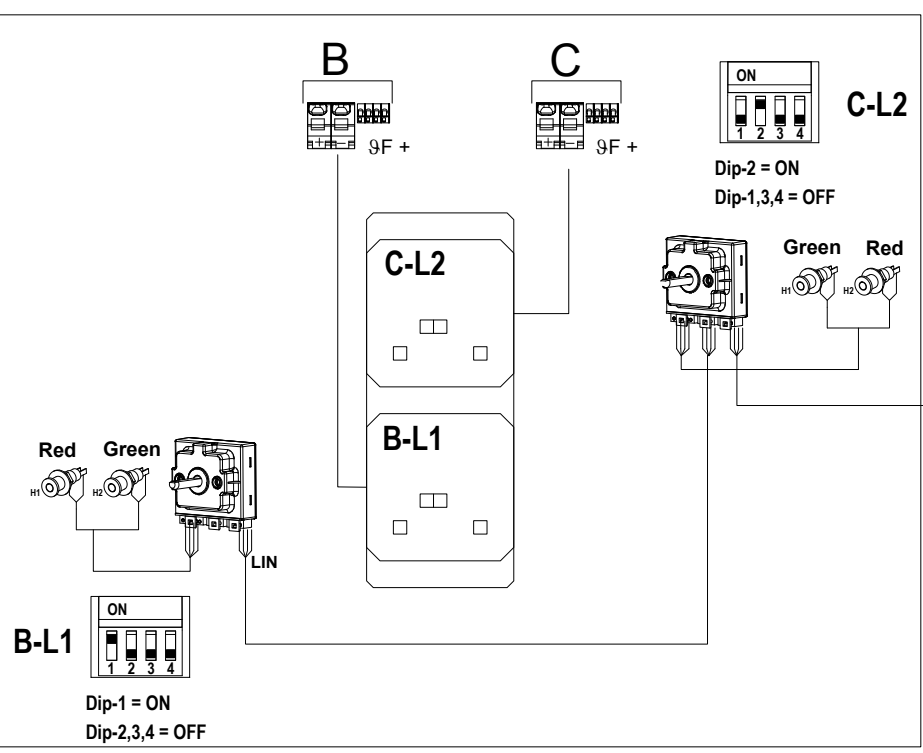 B
C
ϑF +
ϑF +
ON
1 2 3 4
C-L2
Dip-2 = ON
Dip-1,3,4 = OFF
C-L2
Green Red
H1 H2
B-L1
Red Green
H1 H2
LIN
ON
1 2 3 4
B-L1
Dip-1 = ON
Dip-2,3,4 = OFF